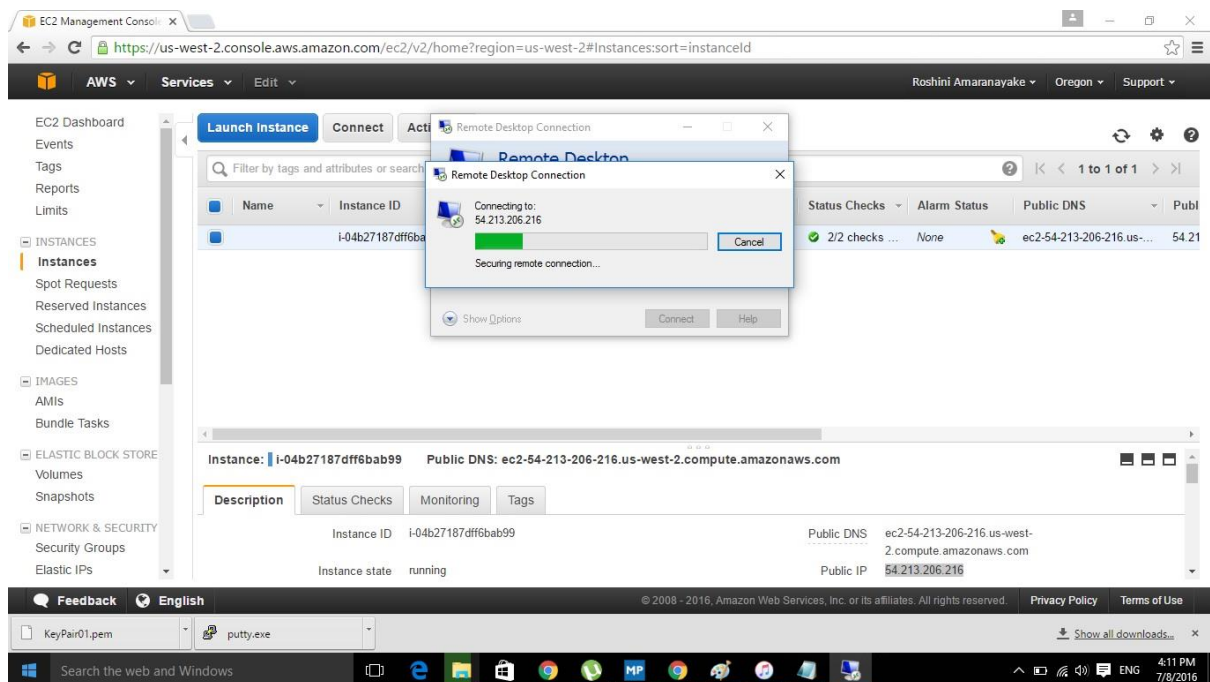 EC2 Management Console
https://us-west-2.console.aws.amazon.com/ec2/v2/home?region=us-west-2#Instances:sort=instanceId
AWS Services Edit Roshini Amaranayake Oregon Support
EC2 Dashboard
Events
Tags
Reports
Limits
INSTANCES
Instances
Spot Requests
Reserved Instances
Scheduled Instances
Dedicated Hosts
IMAGES
AMIs
Bundle Tasks
ELASTIC BLOCK STORE
Volumes
Snapshots
NETWORK & SECURITY
Security Groups
Elastic IPs
Launch Instance Connect Acti
Filter by tags and attributes or search 1 to 1 of 1
Name Instance ID Status Checks Alarm Status Public DNS Publ
i-04b27187dff6ba 2/2 checks ... None ec2-54-213-206-216.us-... 54.21
Remote Desktop Connection
Remote Desktop
Remote Desktop Connection
Connecting to:
54.213.206.216
Cancel
Securing remote connection...
Show Options Connect Help
Instance: i-04b27187dff6bab99 Public DNS: ec2-54-213-206-216.us-west-2.compute.amazonaws.com
Description Status Checks Monitoring Tags
Instance ID i-04b27187dff6bab99 Public DNS ec2-54-213-206-216.us-west-
2.compute.amazonaws.com
Instance state running Public IP 54.213.206.216
Feedback English © 2008 - 2016, Amazon Web Services, Inc. or its affiliates. All rights reserved. Privacy Policy Terms of Use
KeyPair01.pem putty.exe Show all downloads...
Search the web and Windows MP ENG 4:11 PM
7/8/2016